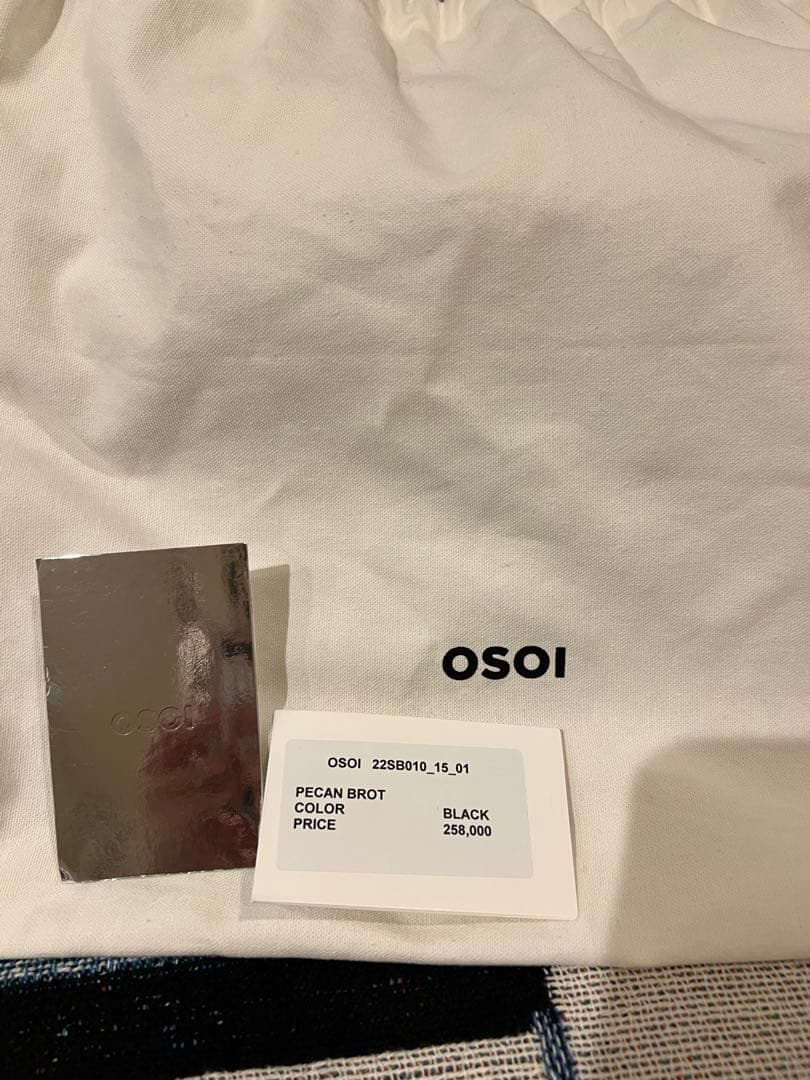 OSOI
OSOI
OSOI 22SB010_15_01
PECAN BROT
COLOR BLACK
PRICE 258,000